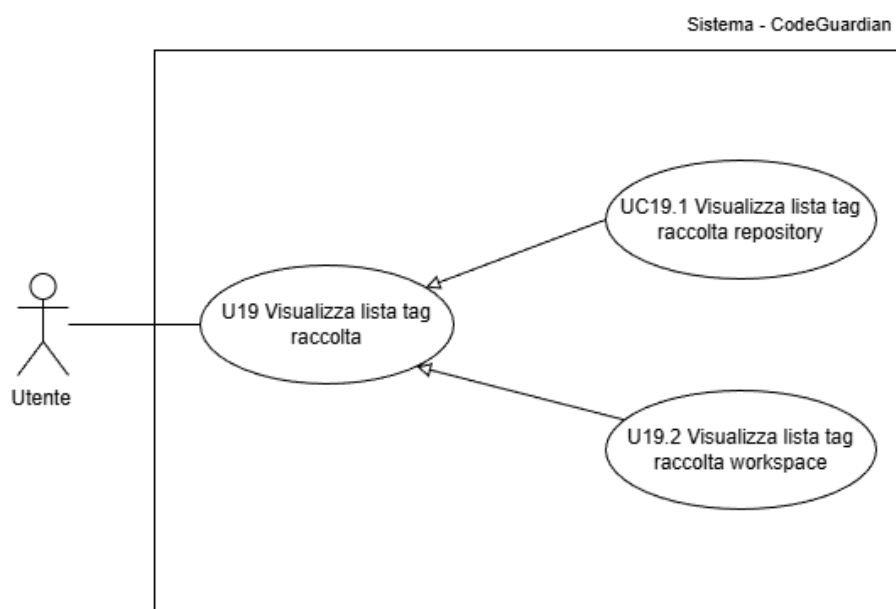 Sistema - CodeGuardian
UC19.1 Visualizza lista tag
raccolta repository
U19 Visualizza lista tag
raccolta
Utente
U19.2 Visualizza lista tag
raccolta workspace